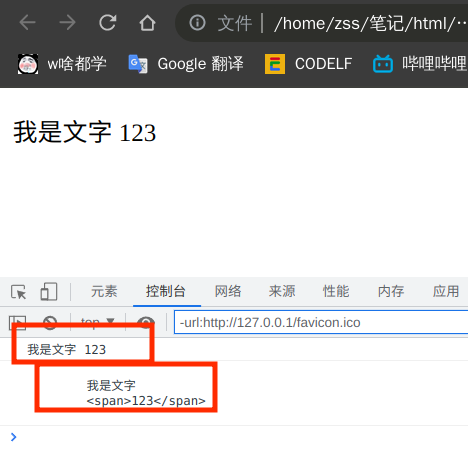 文件 /home/zss/笔记/html/…
w啥都学 Google 翻译 CODELF 哔哩哔哩
我是文字 123
元素 控制台 网络 来源 性能 内存 应用
top ▼ -url:http://127.0.0.1/favicon.ico
我是文字 123
我是文字
<span>123</span>